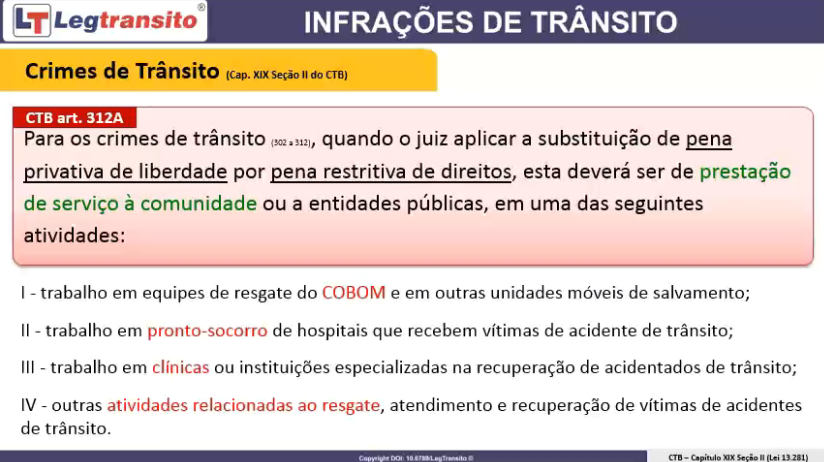 LT Legtransito®
INFRAÇÕES DE TRÂNSITO
Crimes de Trânsito (Cap. XIX Seção II do CTB)
CTB art. 312A
Para os crimes de trânsito (302 a 312), quando o juiz aplicar a substituição de pena
privativa de liberdade por pena restritiva de direitos, esta deverá ser de prestação
de serviço à comunidade ou a entidades públicas, em uma das seguintes
atividades:
I - trabalho em equipes de resgate do COBOM e em outras unidades móveis de salvamento;
II - trabalho em pronto-socorro de hospitais que recebem vítimas de acidente de trânsito;
III - trabalho em clínicas ou instituições especializadas na recuperação de acidentados de trânsito;
IV - outras atividades relacionadas ao resgate, atendimento e recuperação de vítimas de acidentes
de trânsito.
Copyright DOI: 10.6739/LegTransito ©
CTB – Capítulo XIX Seção II (Lei 13.281)